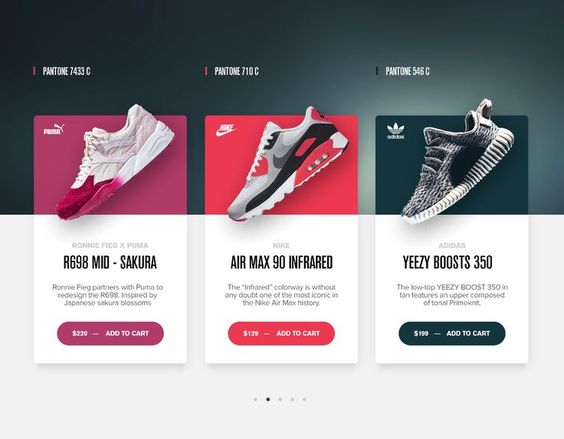 PANTONE 7433 C
PANTONE 710 C
PANTONE 546 C
PUMA
NIKE
adidas
RONNIE FIEG X PUMA
R698 MID - SAKURA
Ronnie Fieg partners with Puma to
redesign the R698. Inspired by
Japanese sakura blossoms
$220 — ADD TO CART
NIKE
AIR MAX 90 INFRARED
The "Infrared" colorway is without
any doubt one of the most iconic in
the Nike Air Max history.
$129 — ADD TO CART
ADIDAS
YEEZY BOOSTS 350
The low-top YEEZY BOOST 350 in
tan features an upper composed
of tonal Primeknit.
$199 — ADD TO CART